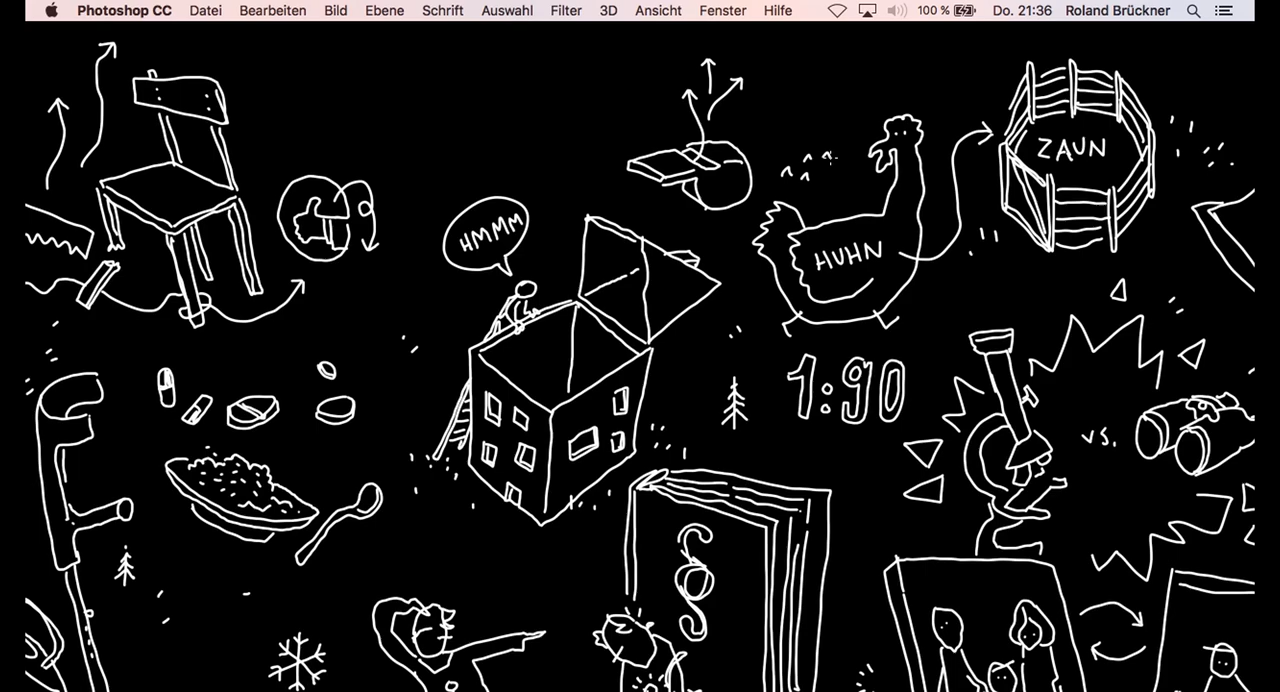 Photoshop CC Datei Bearbeiten Bild Ebene Schrift Auswahl Filter 3D Ansicht Fenster Hilfe 100 % Do. 21:36 Roland Brückner
ZAUN
HMMM
HUHN
1:90
vs.
§